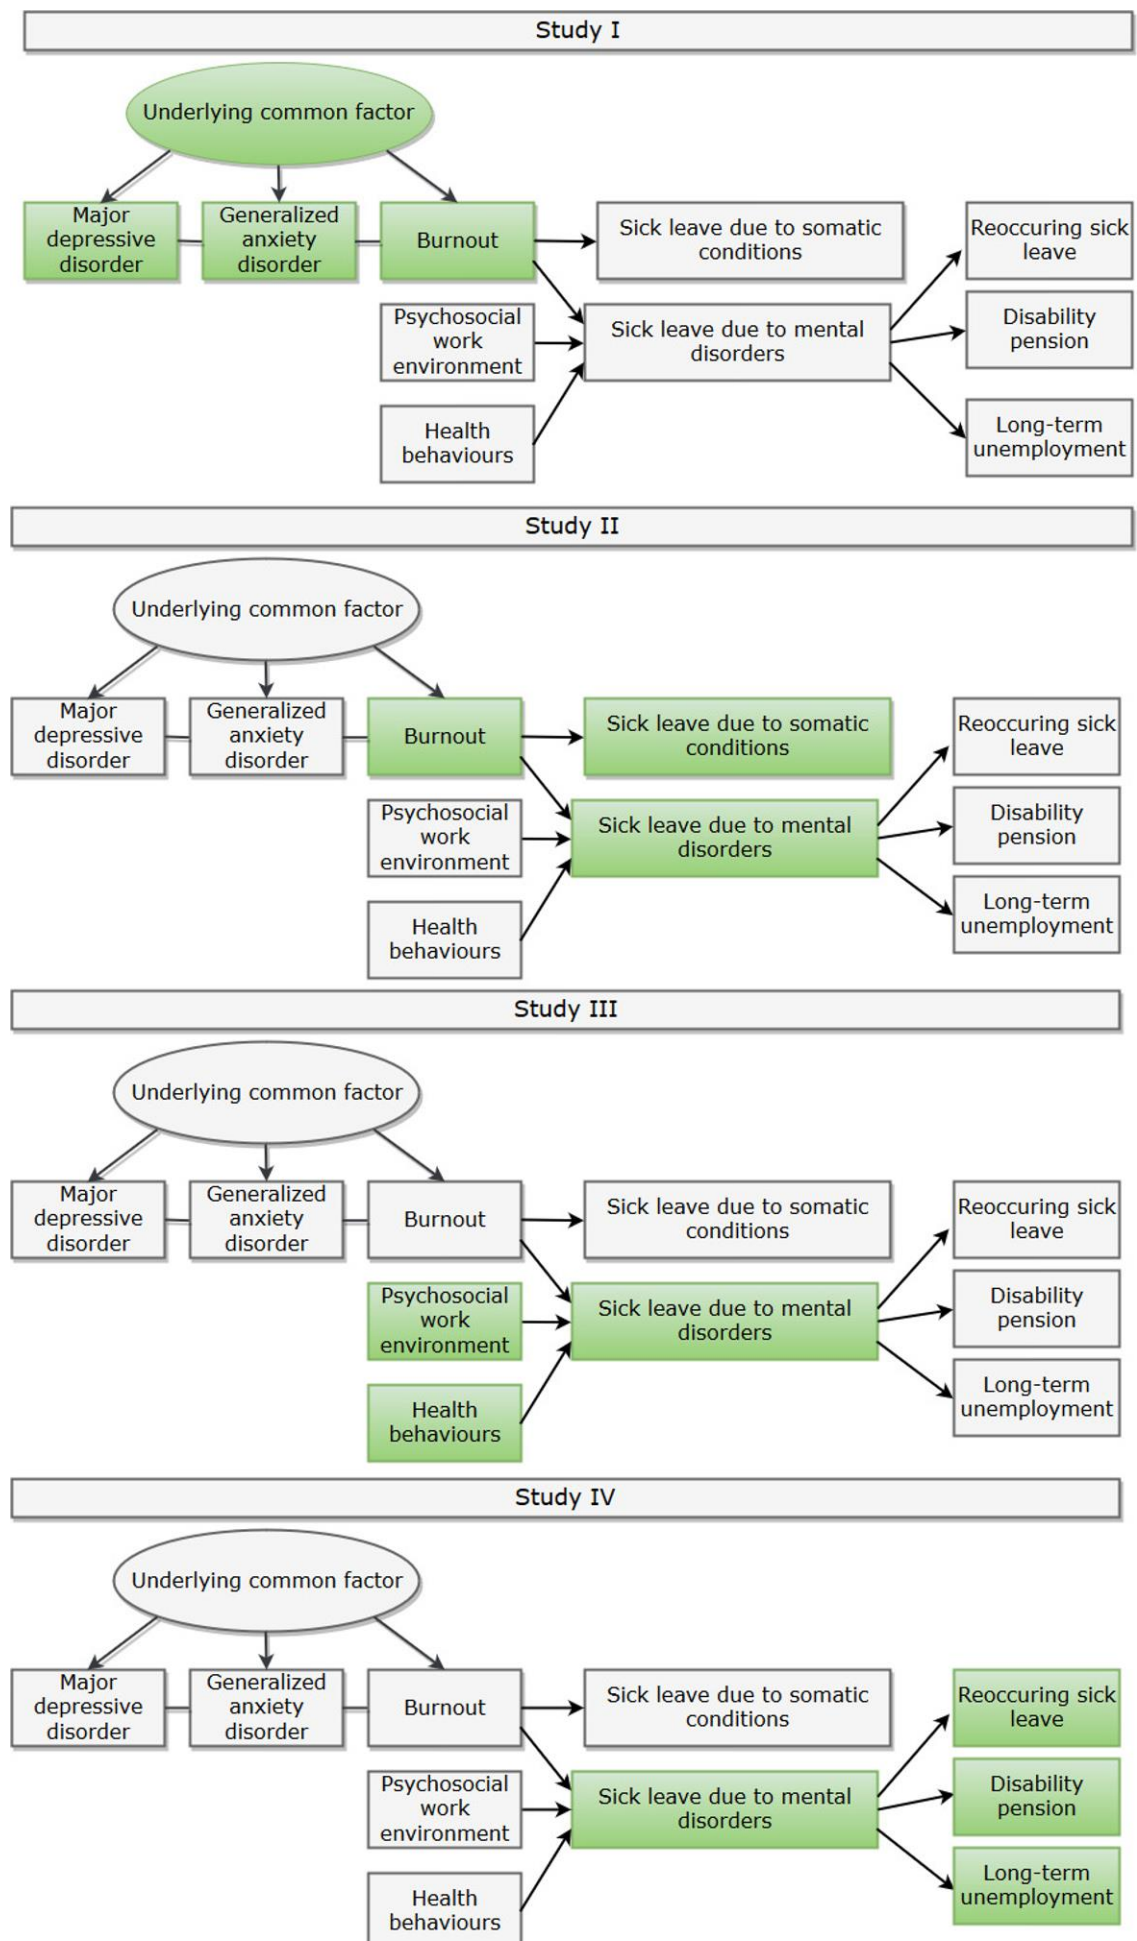 Study I
Underlying common factor
Major
depressive
disorder
Generalized
anxiety
disorder
Burnout
Sick leave due to somatic
conditions
Reoccuring sick
leave
Psychosocial
work
environment
Sick leave due to mental
disorders
Disability
pension
Health
behaviours
Long-term
unemployment
Study II
Underlying common factor
Major
depressive
disorder
Generalized
anxiety
disorder
Burnout
Sick leave due to somatic
conditions
Reoccuring sick
leave
Psychosocial
work
environment
Sick leave due to mental
disorders
Disability
pension
Health
behaviours
Long-term
unemployment
Study III
Underlying common factor
Major
depressive
disorder
Generalized
anxiety
disorder
Burnout
Sick leave due to somatic
conditions
Reoccuring sick
leave
Psychosocial
work
environment
Sick leave due to mental
disorders
Disability
pension
Health
behaviours
Long-term
unemployment
Study IV
Underlying common factor
Major
depressive
disorder
Generalized
anxiety
disorder
Burnout
Sick leave due to somatic
conditions
Reoccuring sick
leave
Psychosocial
work
environment
Sick leave due to mental
disorders
Disability
pension
Health
behaviours
Long-term
unemployment